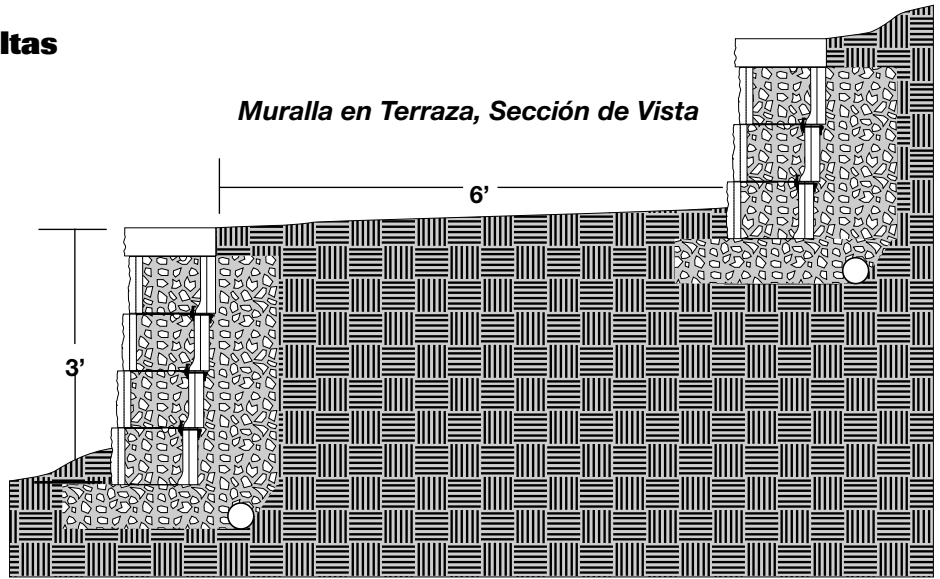 ltas
Muralla en Terraza, Sección de Vista
6’
3’